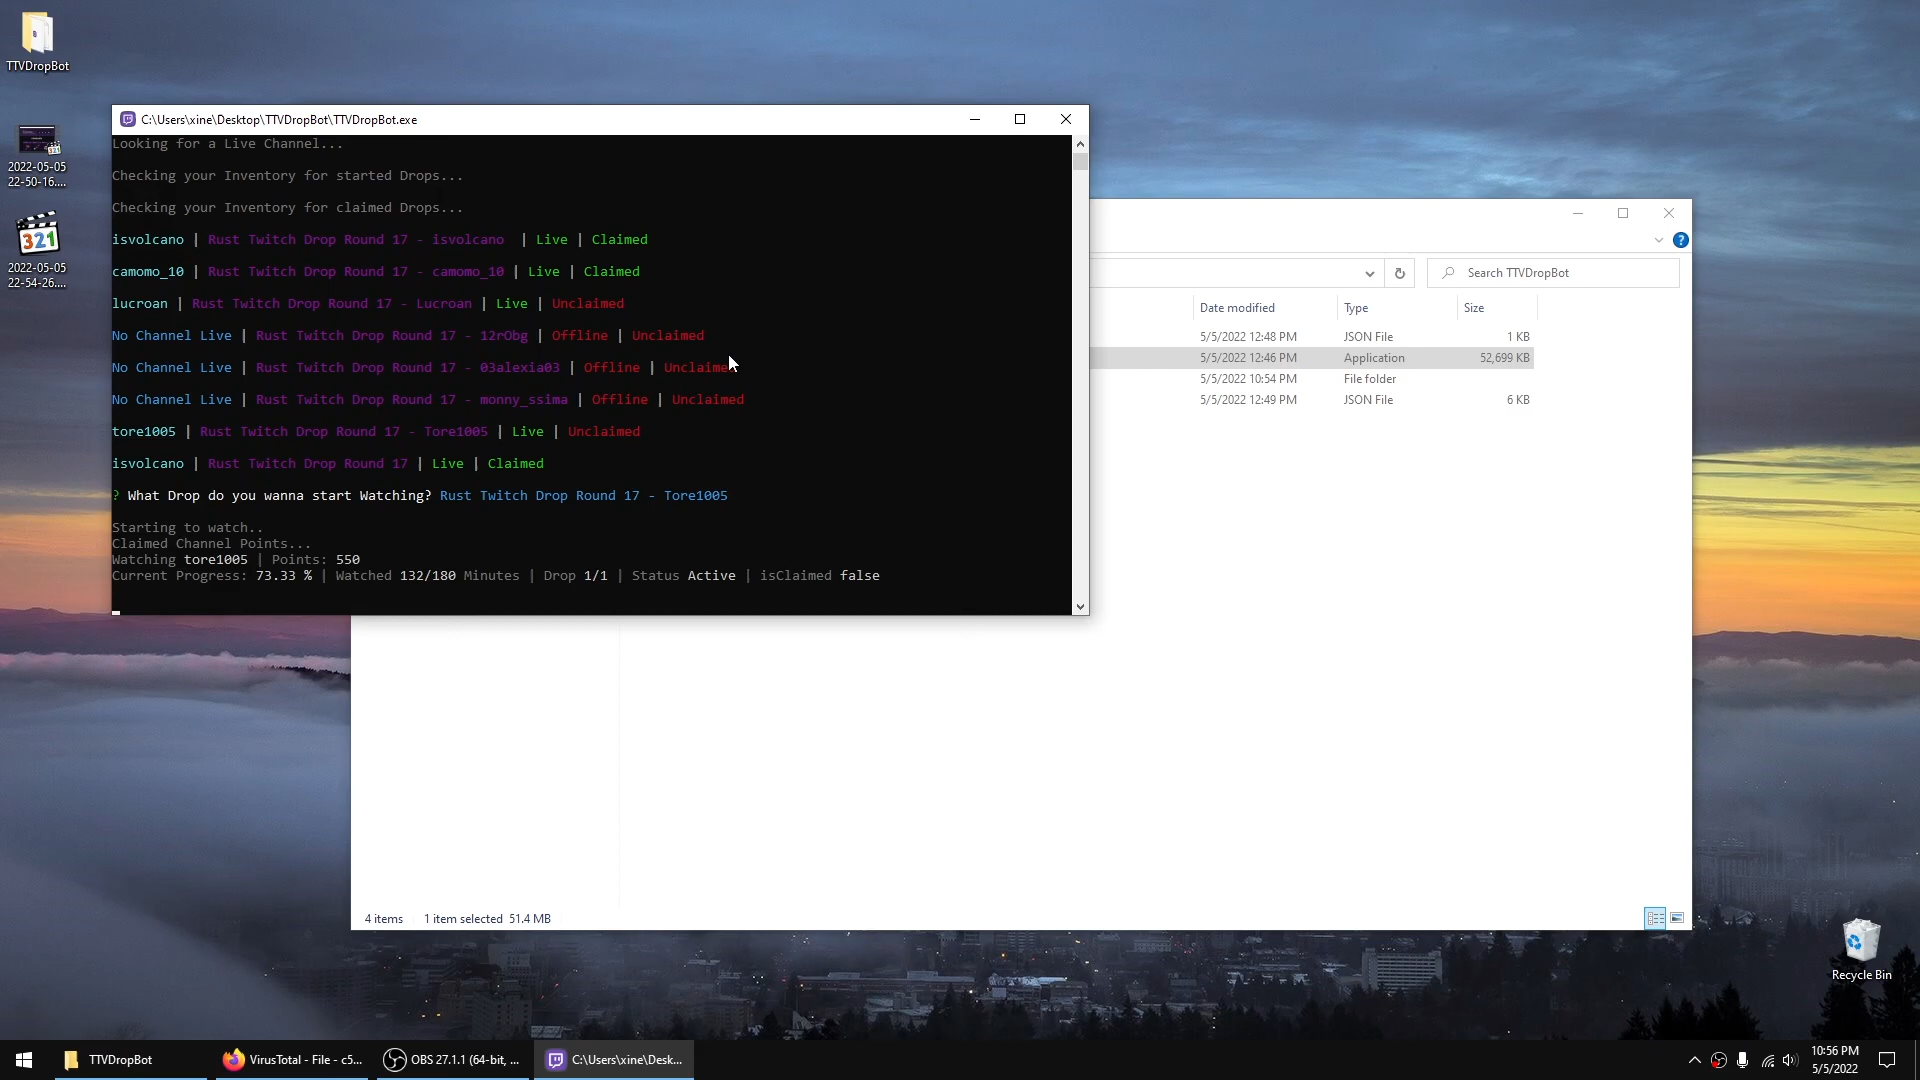 TTVDropBot
2022-05-05
22-50-16....
321
2022-05-05
22-54-26....
C:\Users\xine\Desktop\TTVDropBot\TTVDropBot.exe
Looking for a Live Channel...
Checking your Inventory for started Drops...
Checking your Inventory for claimed Drops...
isvolcano | Rust Twitch Drop Round 17 - isvolcano  | Live | Claimed
camomo_10 | Rust Twitch Drop Round 17 - camomo_10 | Live | Claimed
lucroan | Rust Twitch Drop Round 17 - Lucroan | Live | Unclaimed
No Channel Live | Rust Twitch Drop Round 17 - 12rObg | Offline | Unclaimed
No Channel Live | Rust Twitch Drop Round 17 - 03alexia03 | Offline | Unclaime
No Channel Live | Rust Twitch Drop Round 17 - monny_ssima | Offline | Unclaimed
tore1005 | Rust Twitch Drop Round 17 - Tore1005 | Live | Unclaimed
isvolcano | Rust Twitch Drop Round 17 | Live | Claimed
? What Drop do you wanna start Watching? Rust Twitch Drop Round 17 - Tore1005
Starting to watch..
Claimed Channel Points...
Watching tore1005 | Points: 550
Current Progress: 73.33 % | Watched 132/180 Minutes | Drop 1/1 | Status Active | isClaimed false
Search TTVDropBot
Date modified Type Size
5/5/2022 12:48 PM JSON File 1 KB
5/5/2022 12:46 PM Application 52,699 KB
5/5/2022 10:54 PM File folder
5/5/2022 12:49 PM JSON File 6 KB
4 items 1 item selected 51.4 MB
Recycle Bin
TTVDropBot
VirusTotal - File - c5...
OBS 27.1.1 (64-bit, ...
C:\Users\xine\Desk...
10:56 PM
5/5/2022